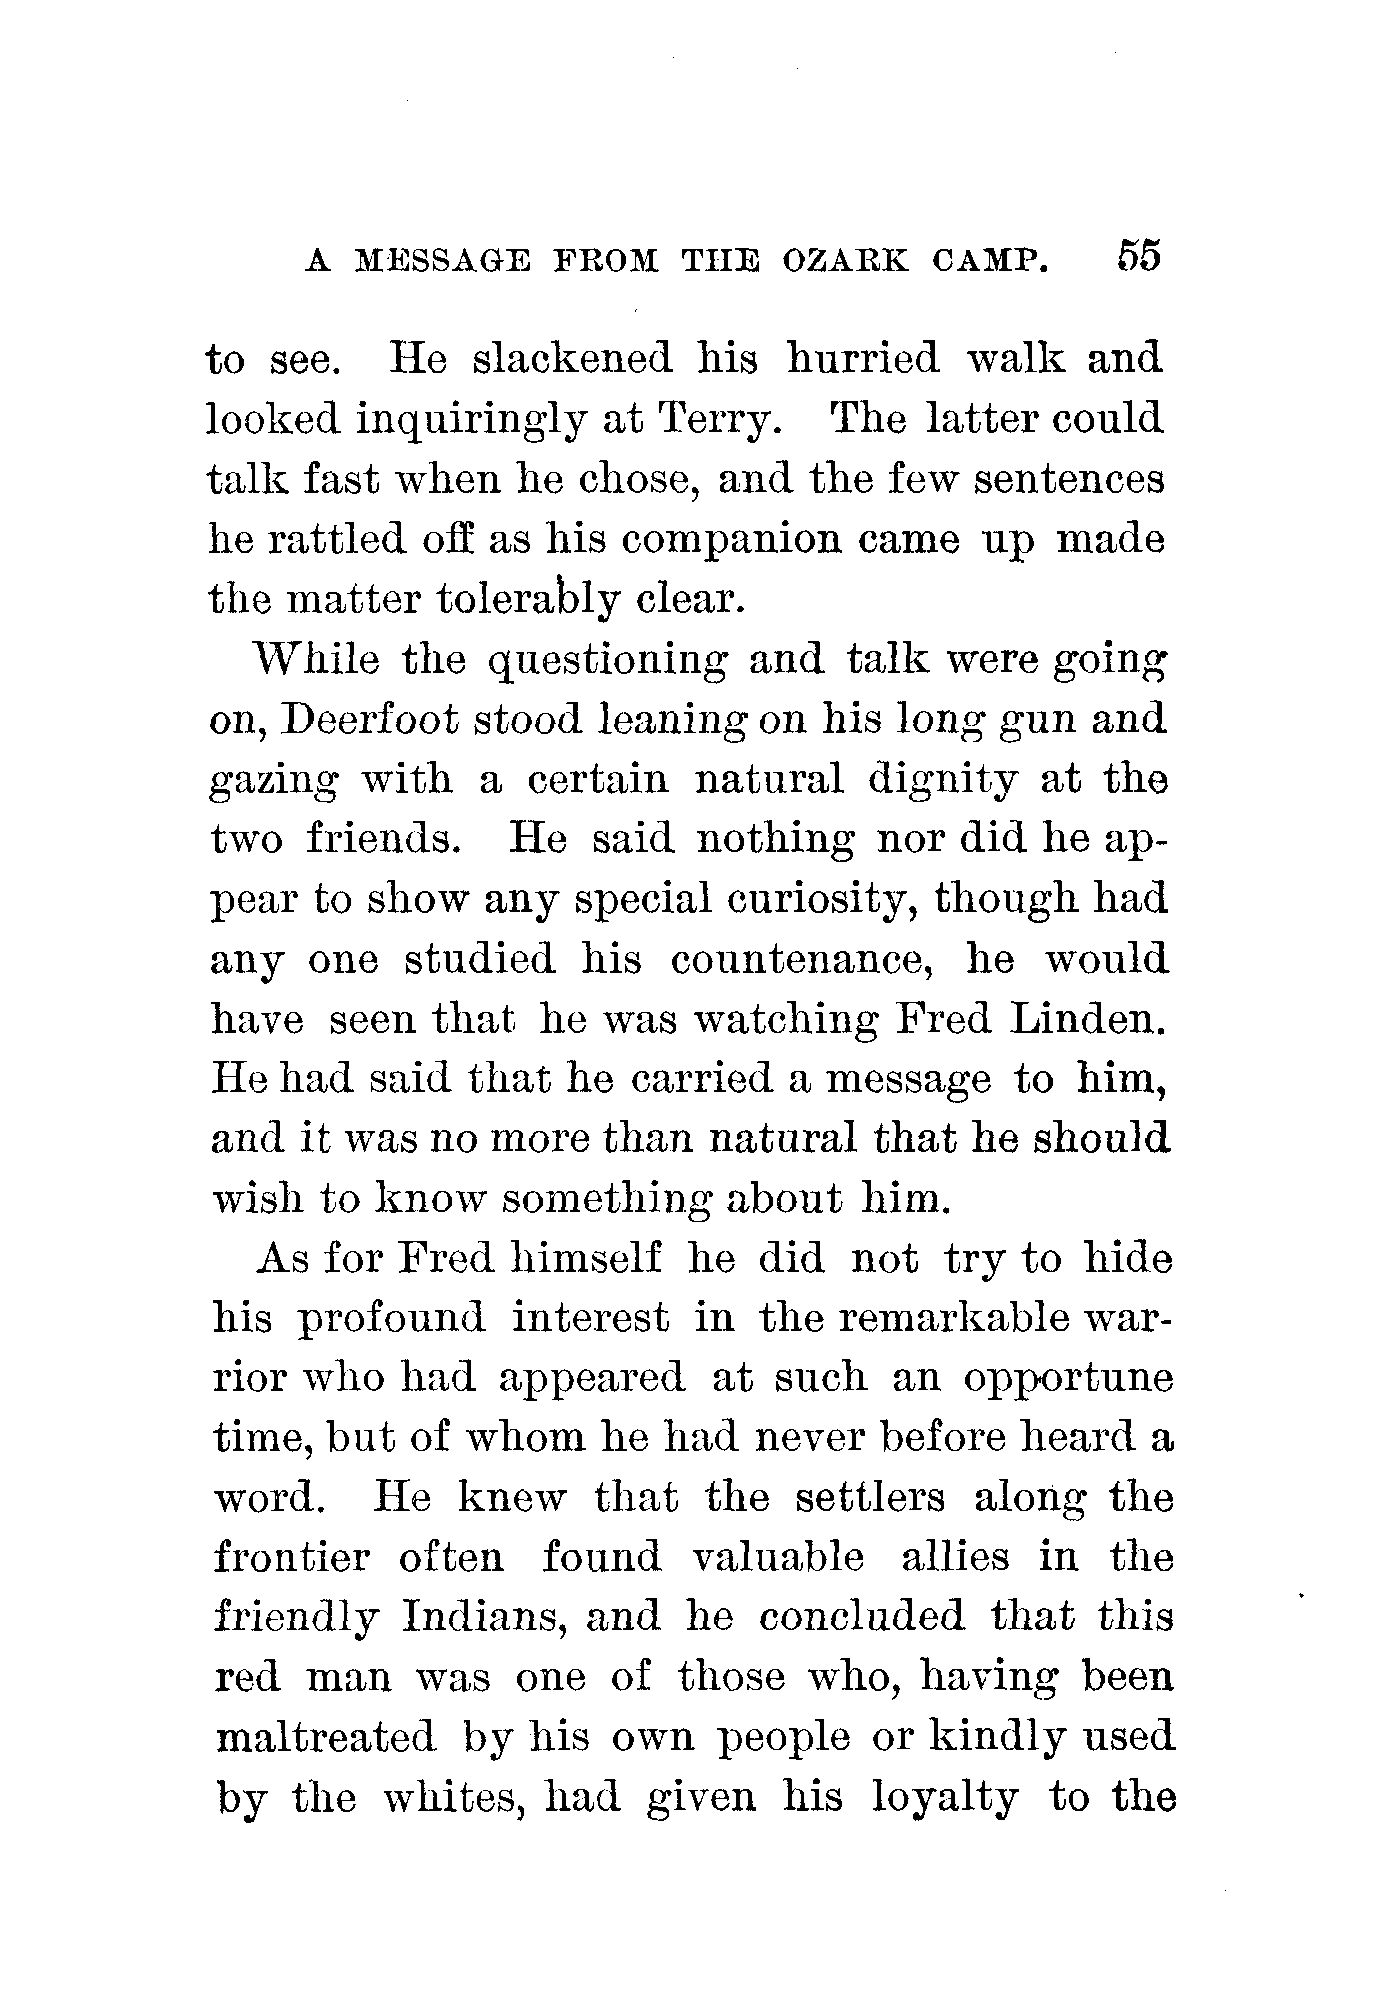 A MESSAGE FROM THE OZARK CAMP. 55
to see. He slackened his hurried walk and
looked inquiringly at Terry. The latter could
talk fast when he chose, and the few sentences
he rattled off as his companion came up made
the matter tolerably clear.
While the questioning and talk were going
on, Deerfoot stood leaning on his long gun and
gazing with a certain natural dignity at the
two friends. He said nothing nor did he ap-
pear to show any special curiosity, though had
any one studied his countenance, he would
have seen that he was watching Fred Linden.
He had said that he carried a message to him,
and it was no more than natural that he should
wish to know something about him.
As for Fred himself he did not try to hide
his profound interest in the remarkable war-
rior who had appeared at such an opportune
time, but of whom he had never before heard a
word. He knew that the settlers along the
frontier often found valuable allies in the
friendly Indians, and he concluded that this
red man was one of those who, having been
maltreated by his own people or kindly used
by the whites, had given his loyalty to the